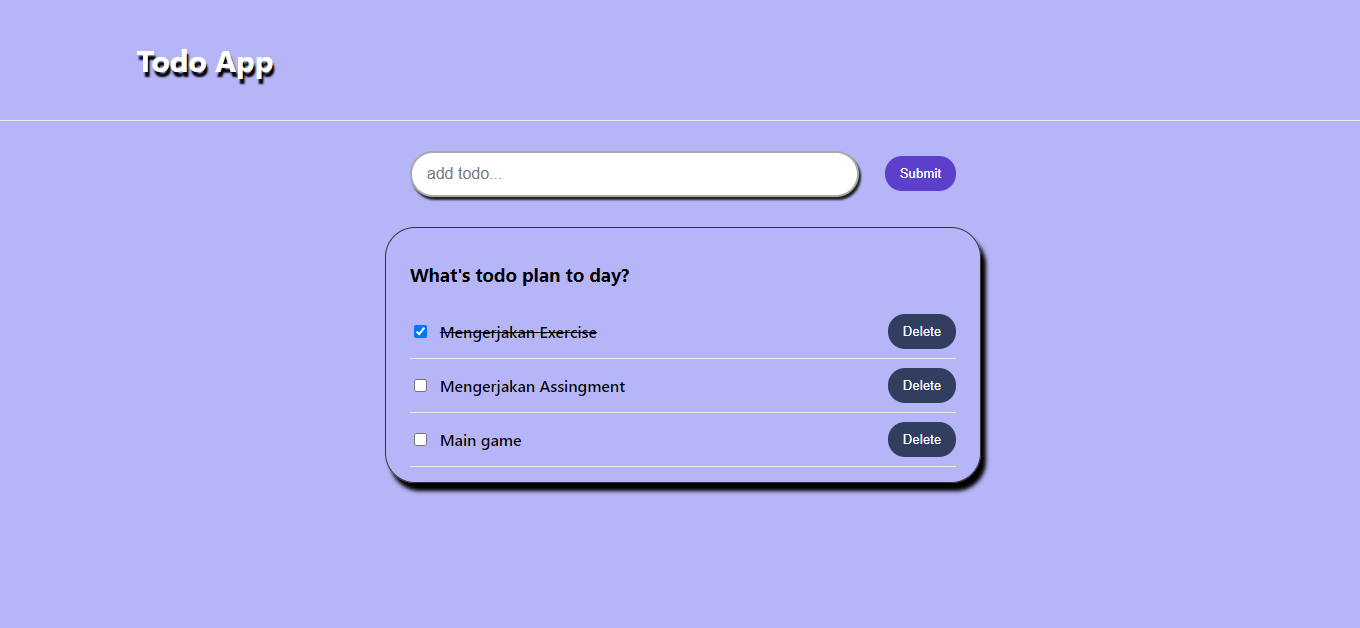 Todo App
add todo...
Submit
What's todo plan to day?
Mengerjakan Exercise
Delete
Mengerjakan Assingment
Delete
Main game
Delete